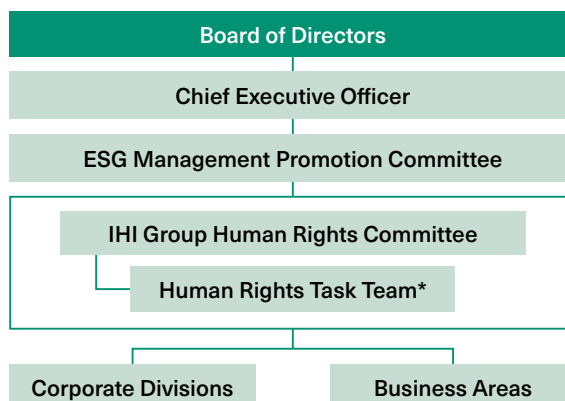 Board of Directors
Chief Executive Officer
ESG Management Promotion Committee
IHI Group Human Rights Committee
Human Rights Task Team*
Corporate Divisions
Business Areas